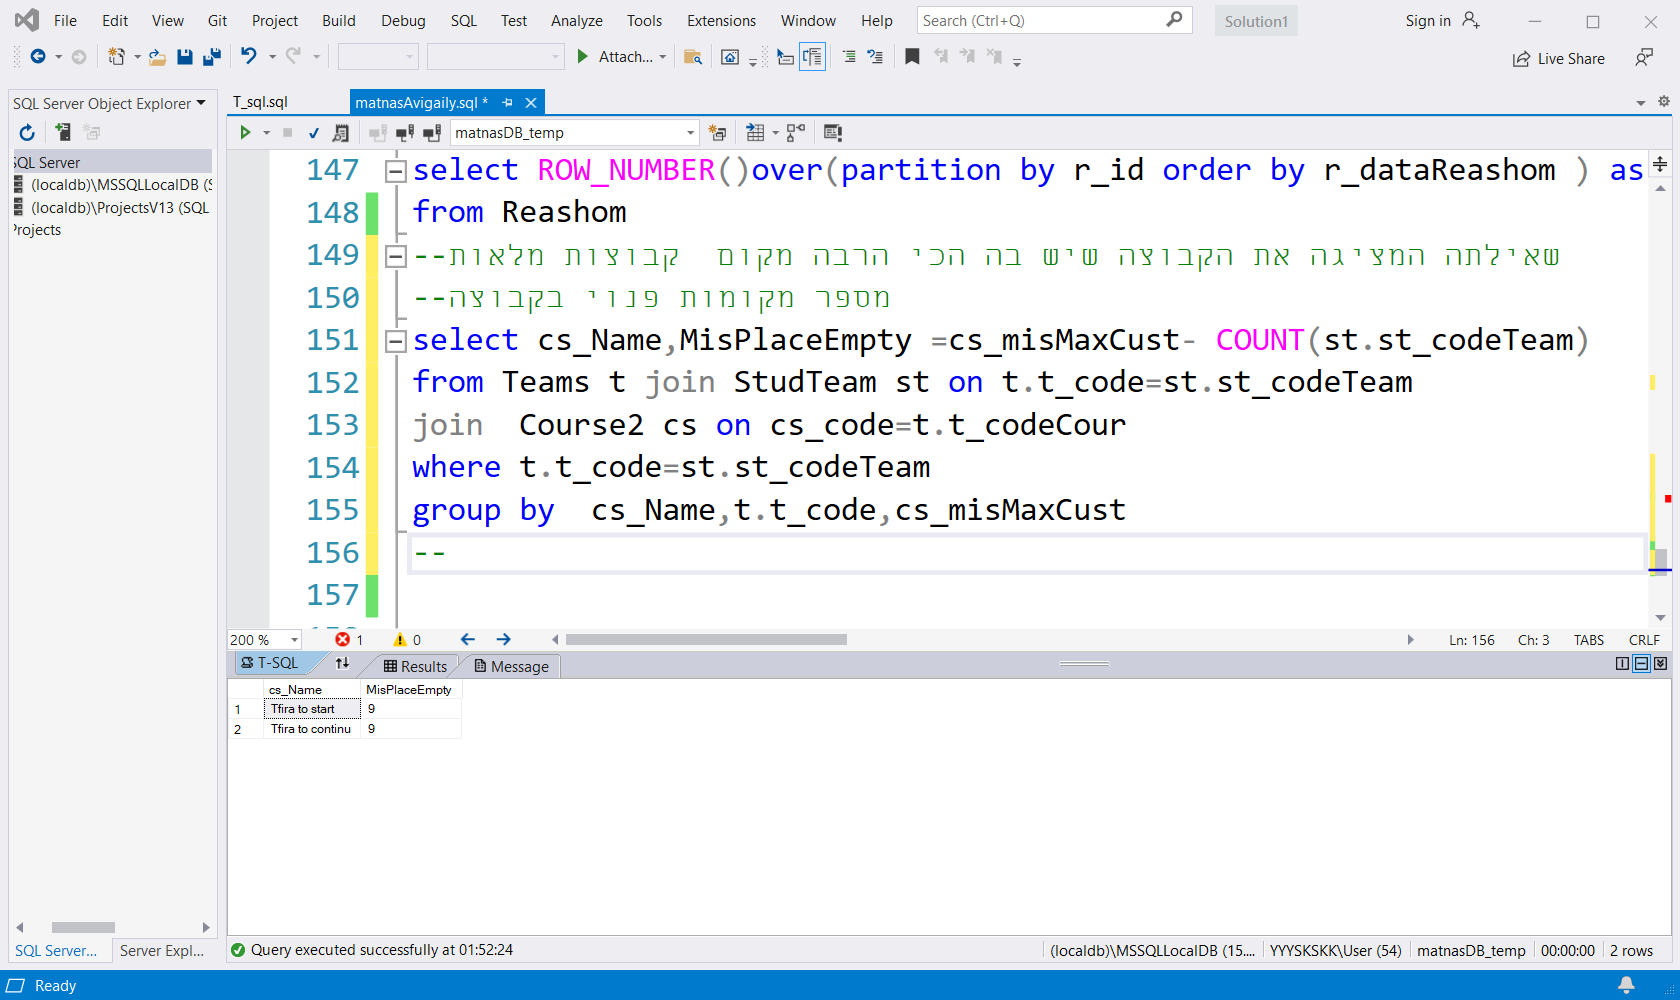 File Edit View Git Project Build Debug SQL Test Analyze Tools Extensions Window Help Search (Ctrl+Q) Solution1 Sign in
Attach... Live Share
SQL Server Object Explorer
T_sql.sql matnasAvigaily.sql *
matnasDB_temp
SQL Server
(localdb)\MSSQLLocalDB (S
(localdb)\ProjectsV13 (SQL
Projects
147 select ROW_NUMBER()over(partition by r_id order by r_dataReashom ) as
148 from Reashom
149 --שאילתה המציגה את הקבוצה שיש בה הכי הרבה מקום  קבוצות מלאות
150 --מספר מקומות פנוי בקבוצה
151 select cs_Name,MisPlaceEmpty =cs_misMaxCust- COUNT(st.st_codeTeam)
152 from Teams t join StudTeam st on t.t_code=st.st_codeTeam
153 join  Course2 cs on cs_code=t.t_codeCour
154 where t.t_code=st.st_codeTeam
155 group by  cs_Name,t.t_code,cs_misMaxCust
156 --
157
200 % 1 0 Ln: 156 Ch: 3 TABS CRLF
T-SQL Results Message
cs_Name MisPlaceEmpty
1 Tfira to start 9
2 Tfira to continu 9
SQL Server... Server Expl...
Query executed successfully at 01:52:24 (localdb)\MSSQLLocalDB (15.... YYYSKSKK\User (54) matnasDB_temp 00:00:00 2 rows
Ready